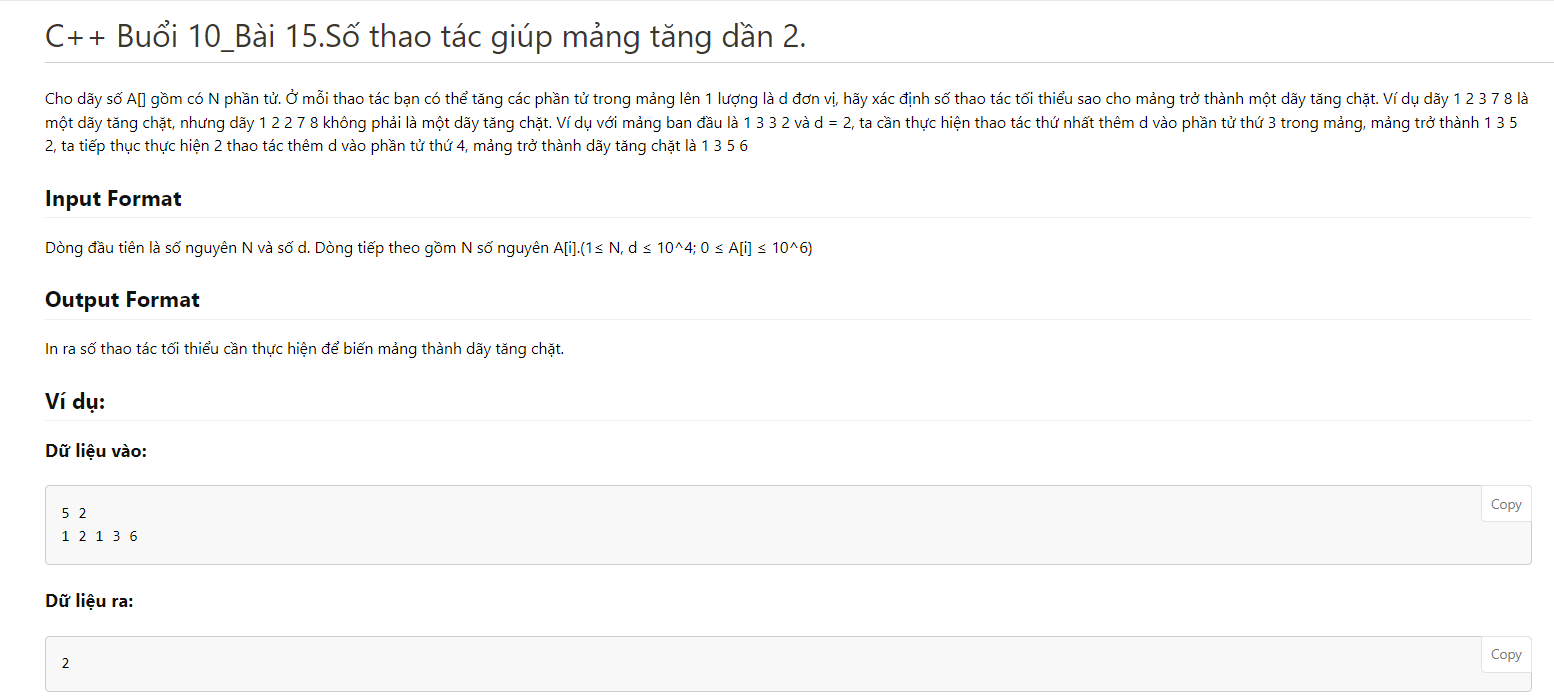 C++ Buổi 10_Bài 15.Số thao tác giúp mảng tăng dần 2.
Cho dãy số A[] gồm có N phần tử. Ở mỗi thao tác bạn có thể tăng các phần tử trong mảng lên 1 lượng là d đơn vị, hãy xác định số thao tác tối thiểu sao cho mảng trở thành một dãy tăng chặt. Ví dụ dãy 1 2 3 7 8 là
một dãy tăng chặt, nhưng dãy 1 2 2 7 8 không phải là một dãy tăng chặt. Ví dụ với mảng ban đầu là 1 3 3 2 và d = 2, ta cần thực hiện thao tác thứ nhất thêm d vào phần tử thứ 3 trong mảng, mảng trở thành 1 3 5
2, ta tiếp thục thực hiện 2 thao tác thêm d vào phần tử thứ 4, mảng trở thành dãy tăng chặt là 1 3 5 6
Input Format
Dòng đầu tiên là số nguyên N và số d. Dòng tiếp theo gồm N số nguyên A[i].(1≤ N, d ≤ 10^4; 0 ≤ A[i] ≤ 10^6)
Output Format
In ra số thao tác tối thiểu cần thực hiện để biến mảng thành dãy tăng chặt.
Ví dụ:
Dữ liệu vào:
Copy
5 2
1 2 1 3 6
Dữ liệu ra:
Copy
2